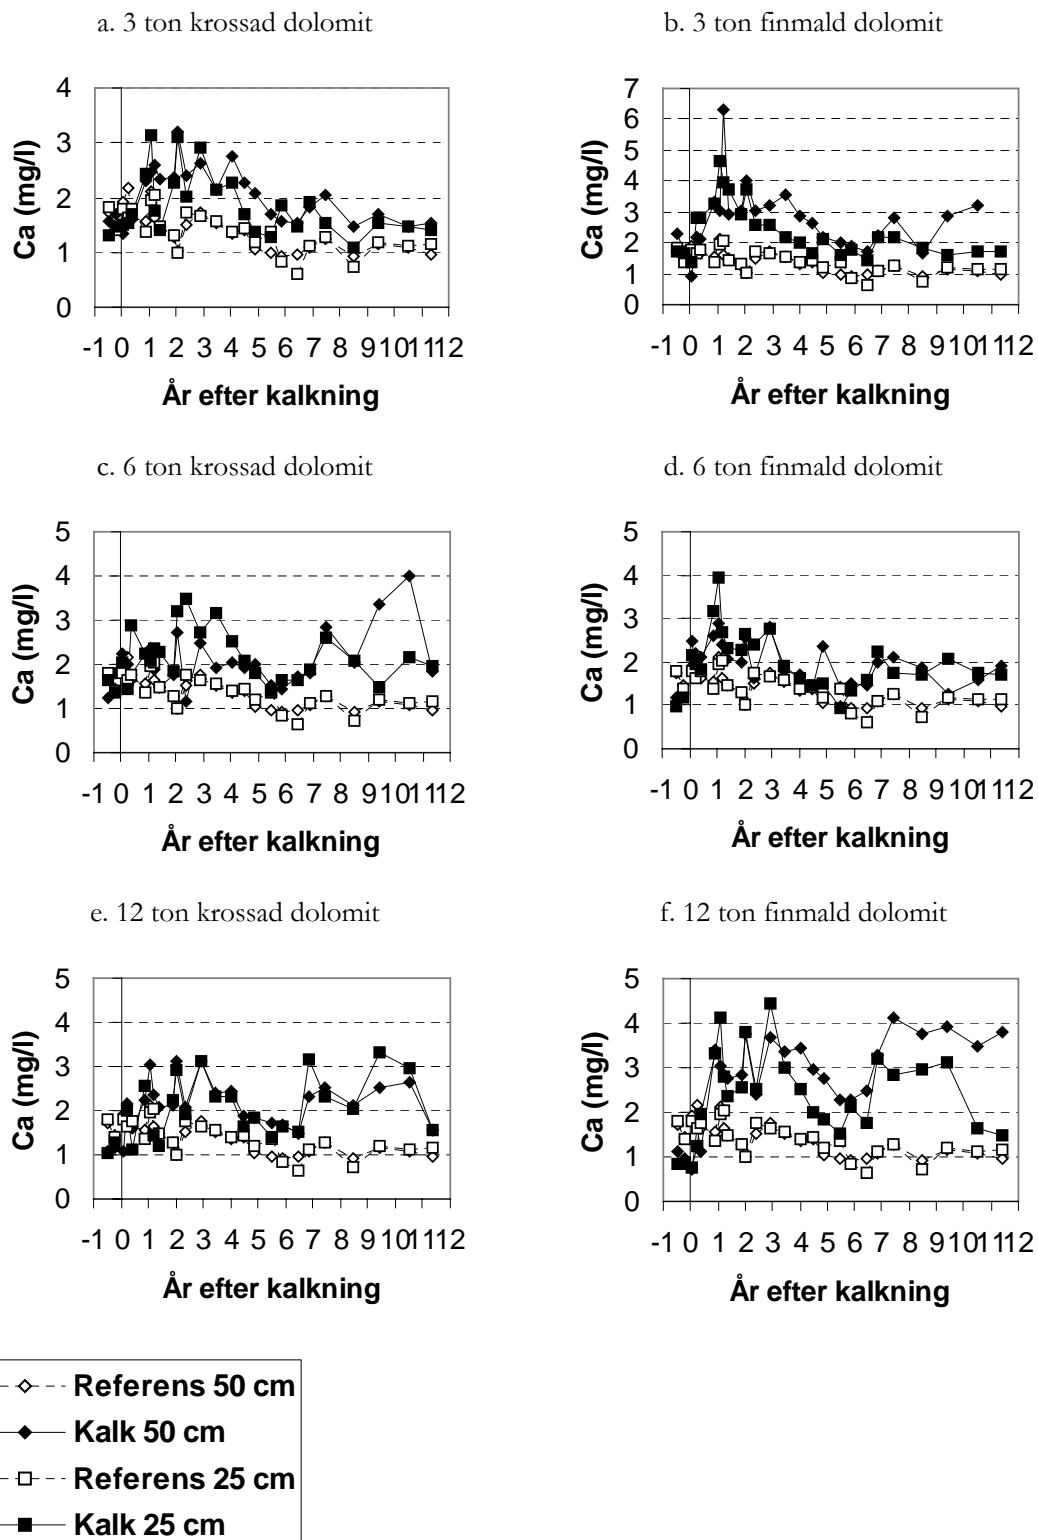 a. 3 ton krossad dolomit
4
3
2
1
0
Ca (mg/l)
-1 0 1 2 3 4 5 6 7 8 9 10 11 12
År efter kalkning
b. 3 ton finmald dolomit
7
6
5
4
3
2
1
0
Ca (mg/l)
-1 0 1 2 3 4 5 6 7 8 9 10 11 12
År efter kalkning
c. 6 ton krossad dolomit
5
4
3
2
1
0
Ca (mg/l)
-1 0 1 2 3 4 5 6 7 8 9 10 11 12
År efter kalkning
d. 6 ton finmald dolomit
5
4
3
2
1
0
Ca (mg/l)
-1 0 1 2 3 4 5 6 7 8 9 10 11 12
År efter kalkning
e. 12 ton krossad dolomit
5
4
3
2
1
0
Ca (mg/l)
-1 0 1 2 3 4 5 6 7 8 9 10 11 12
År efter kalkning
f. 12 ton finmald dolomit
5
4
3
2
1
0
Ca (mg/l)
-1 0 1 2 3 4 5 6 7 8 9 10 11 12
År efter kalkning
Referens 50 cm
Kalk 50 cm
Referens 25 cm
Kalk 25 cm